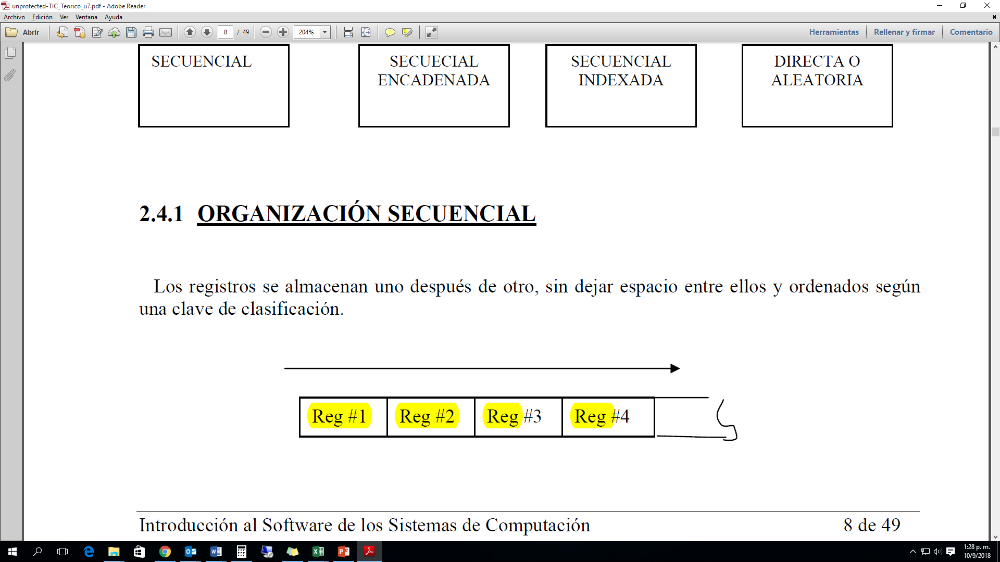 unprotected-TIC_Teorico_u7.pdf - Adobe Reader
Archivo Edición Ver Ventana Ayuda
Abrir 8 / 49 204% Herramientas Rellenar y firmar Comentario
SECUENCIAL
SECUECIAL
ENCADENADA
SECUENCIAL
INDEXADA
DIRECTA O
ALEATORIA
2.4.1 ORGANIZACIÓN SECUENCIAL
Los registros se almacenan uno después de otro, sin dejar espacio entre ellos y ordenados según
una clave de clasificación.
Reg #1 Reg #2 Reg #3 Reg #4
Introducción al Software de los Sistemas de Computación 8 de 49
1:28 p. m.
10/9/2018